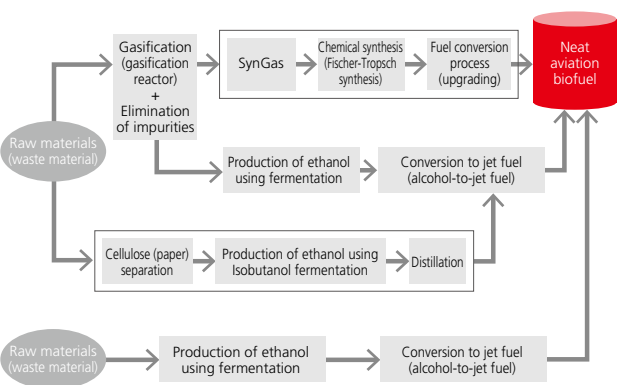 Gasification
(gasification
reactor)
+
Elimination
of impurities
SynGas
Chemical synthesis
(Fischer-Tropsch
synthesis)
Fuel conversion
process
(upgrading)
Neat
aviation
biofuel
Raw materials
(waste material)
Production of ethanol
using fermentation
Conversion to jet fuel
(alcohol-to-jet fuel)
Cellulose (paper)
separation
Production of ethanol using
Isobutanol fermentation
Distillation
Raw materials
(waste material)
Production of ethanol
using fermentation
Conversion to jet fuel
(alcohol-to-jet fuel)